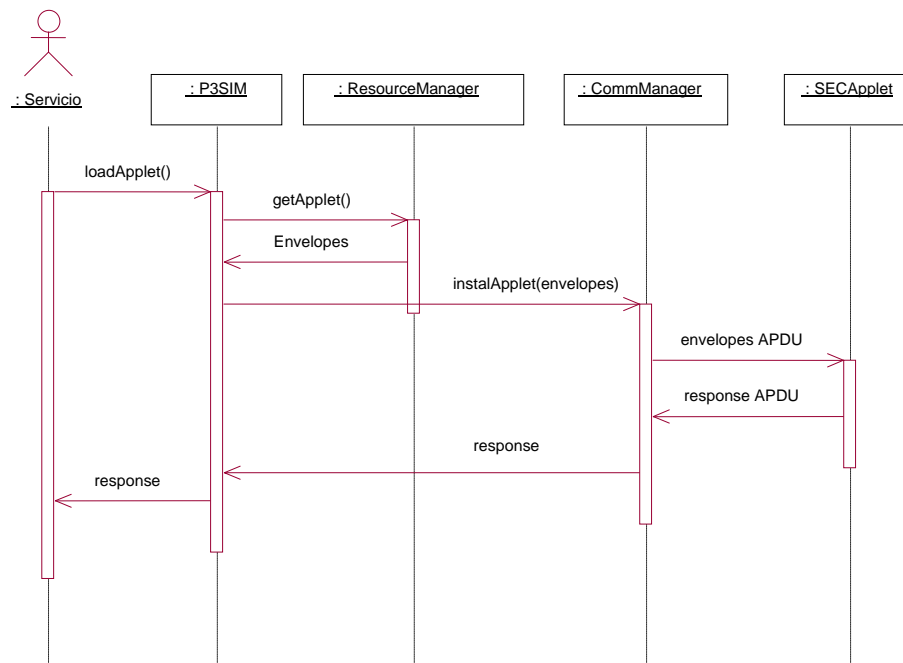 : Servicio
: P3SIM
: ResourceManager
: CommManager
: SECApplet
loadApplet()
getApplet()
Envelopes
instalApplet(envelopes)
envelopes APDU
response APDU
response
response